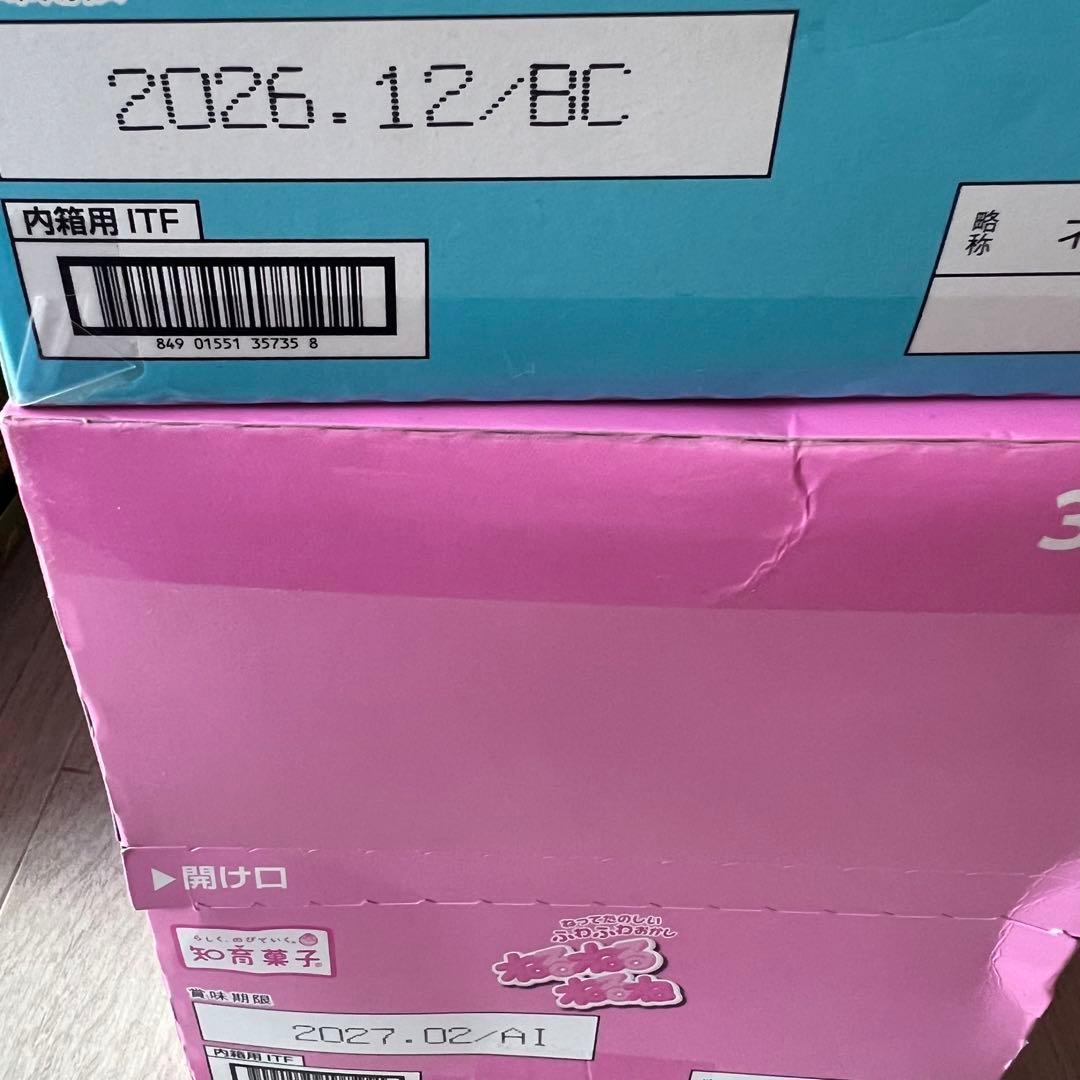 2026.12/BC
内箱用 ITF
849 01551 35735 8
略称
ネ
3
▶開け口
ねってたのしい
ふわふわおかし
ねるねる
ねるね
らしく、のびていく。
知育菓子®
賞味期限
2027.02/AI
内箱用 ITF